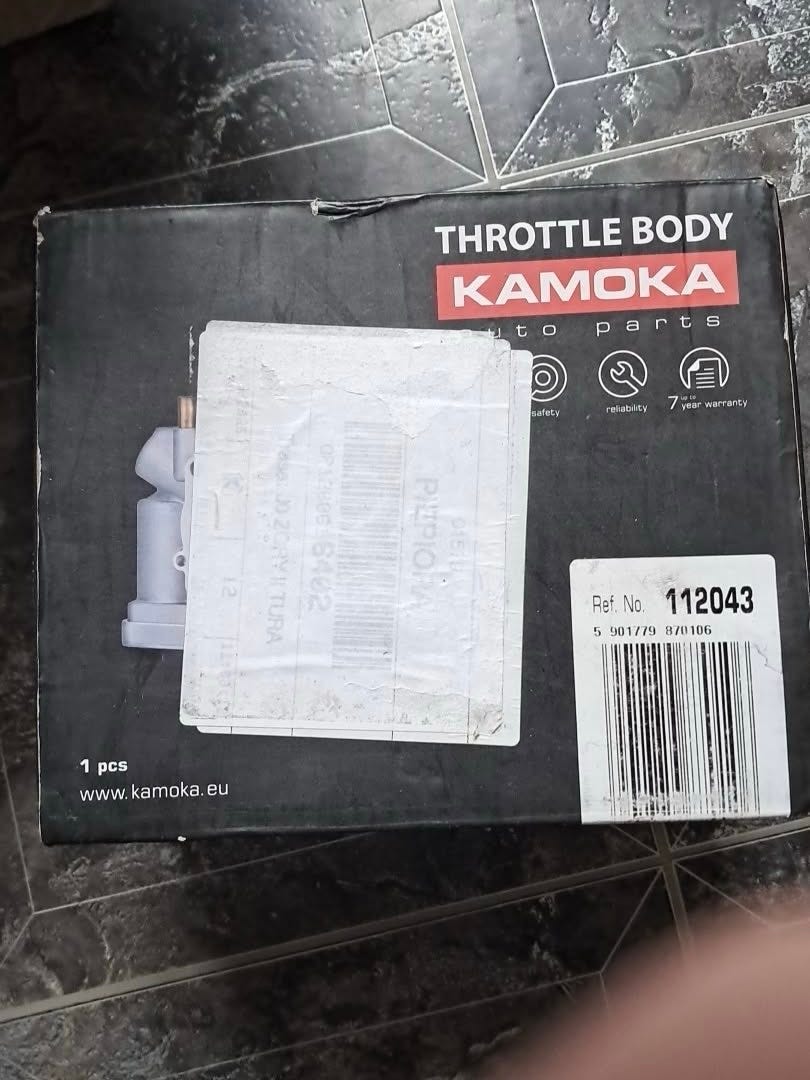 THROTTLE BODY
KAMOKA
uto parts
safety
reliability
up to
7 year warranty
Ref. No. 112043
5 901779 870106
1 pcs
www.kamoka.eu